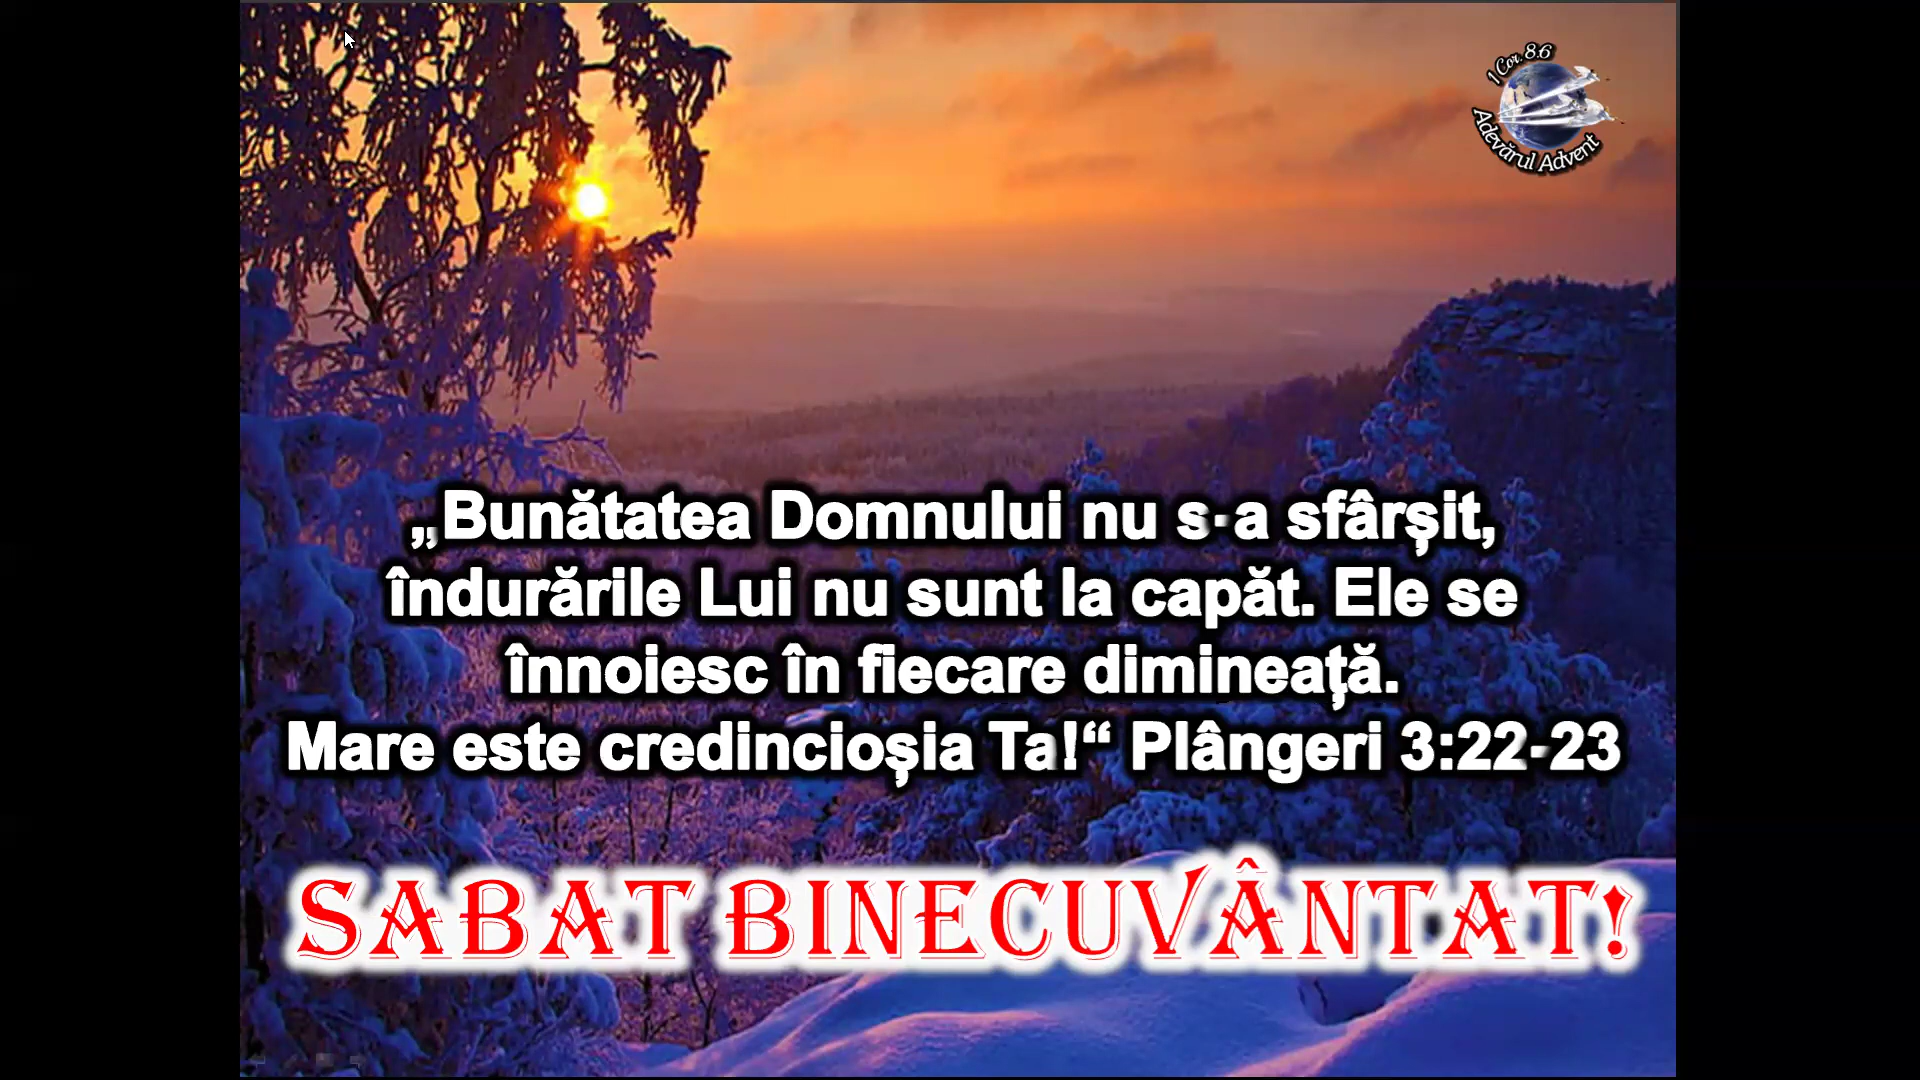 1 Cor. 8.6
Adevărul Advent
„Bunătatea Domnului nu s-a sfârșit,
îndurările Lui nu sunt la capăt. Ele se
înnoiesc în fiecare dimineață.
Mare este credincioșia Ta!“ Plângeri 3:22-23
SABAT BINECUVÂNTAT!